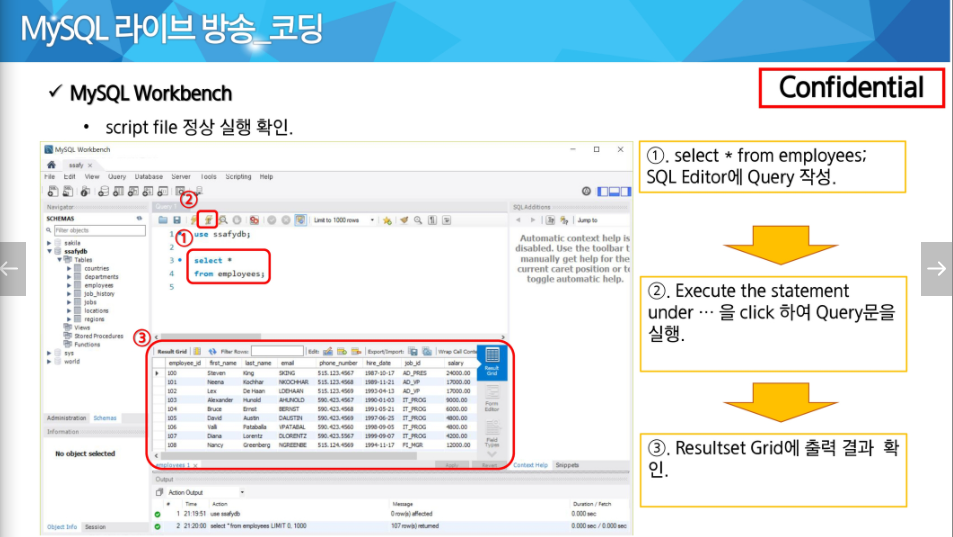 MySQL 라이브 방송_코딩
Confidential
✓ MySQL Workbench
• script file 정상 실행 확인.
MySQL Workbench
ssafy ×
File Edit View Query Database Server Tools Scripting Help
Navigator
SCHEMAS
Filter objects
sakila
ssafydb
Tables
countries
departments
employees
job_history
jobs
locations
regions
Views
Stored Procedures
Functions
sys
world
Administration Schemas
Information
No object selected
Object Info Session
②
Query 1
Limit to 1000 rows
①
1 use ssafydb;
2
3 select *
4 from employees;
5
SQLAdditions
Jump to
Automatic context help is
disabled. Use the toolbar t
manually get help for the
current caret position or to
toggle automatic help.
③
Result Grid Filter Rows: Edit: Export/Import: Wrap Cell Conte
employee_id first_name last_name email phone_number hire_date job_id salary
100 Steven King SKING 515.123.4567 1987-10-17 AD_PRES 24000.00
101 Neena Kochhar NKOCHHAR 515.123.4568 1989-11-21 AD_VP 17000.00
102 Lex De Haan LDEHAAN 515.123.4569 1993-04-13 AD_VP 17000.00
103 Alexander Hunold AHUNOLD 590.423.4567 1990-01-03 IT_PROG 9000.00
104 Bruce Ernst BERNST 590.423.4568 1991-05-21 IT_PROG 6000.00
105 David Austin DAUSTIN 590.423.4569 1997-06-25 IT_PROG 4800.00
106 Valli Pataballa VPATABAL 590.423.4560 1998-09-05 IT_PROG 4800.00
107 Diana Lorentz DLORENTZ 590.423.5567 1999-09-07 IT_PROG 4200.00
108 Nancy Greenberg NGREENBE 515.124.4569 1994-11-17 FI_MGR 12000.00
Result
Grid
Form
Editor
Field
Types
employees 1 ×
Apply Revert
Context Help Snippets
Output
Action Output
# Time Action Message Duration / Fetch
1 21:19:51 use ssafydb 0 row(s) affected 0.000 sec
2 21:20:00 select * from employees LIMIT 0, 1000 107 row(s) returned 0.000 sec / 0.000 sec
①. select * from employees;
SQL Editor에 Query 작성.
②. Execute the statement
under … 을 click 하여 Query문을
실행.
③. Resultset Grid에 출력 결과 확
인.